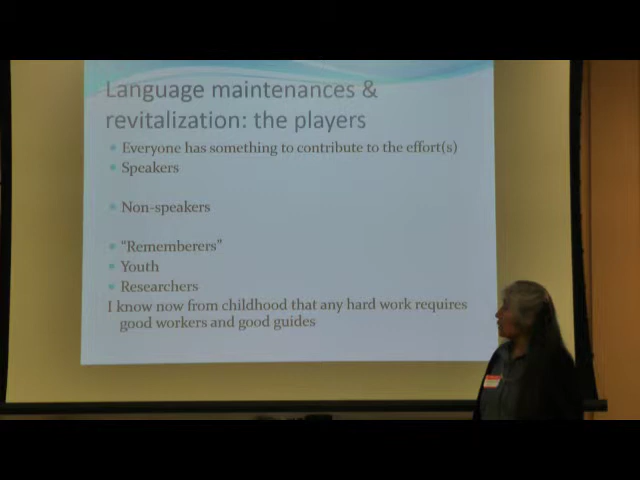 Language maintenances &
revitalization: the players
Everyone has something to contribute to the effort(s)
Speakers
Non-speakers
“Rememberers”
Youth
Researchers
I know now from childhood that any hard work requires
good workers and good guides